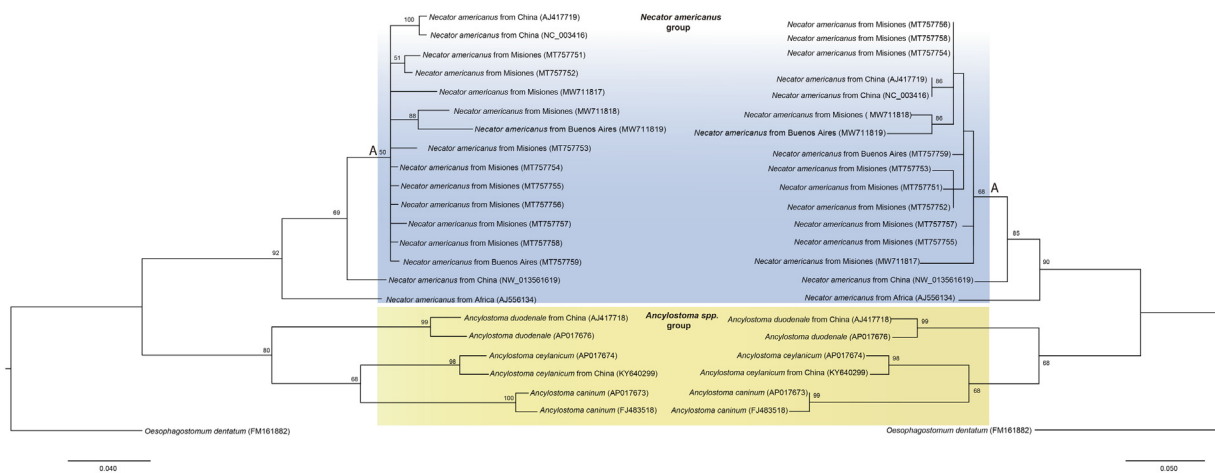 Necator americanus
group
Necator americanus from China (AJ417719)
100
Necator americanus from China (NC_003416)
Necator americanus from Misiones (MT757751)
51
Necator americanus from Misiones (MT757752)
Necator americanus from Misiones (MW711817)
Necator americanus from Misiones (MW711818)
88
Necator americanus from Buenos Aires (MW711819)
Necator americanus from Misiones (MT757753)
A
50
Necator americanus from Misiones (MT757754)
Necator americanus from Misiones (MT757755)
Necator americanus from Misiones (MT757756)
69
Necator americanus from Misiones (MT757757)
Necator americanus from Misiones (MT757758)
92
Necator americanus from Buenos Aires (MT757759)
Necator americanus from China (NW_013561619)
Necator americanus from Africa (AJ556134)
Ancylostoma spp.
group
Ancylostoma duodenale from China (AJ417718)
99
Ancylostoma duodenale (AP017676)
80
Ancylostoma ceylanicum (AP017674)
98
Ancylostoma ceylanicum from China (KY640299)
68
Ancylostoma caninum (AP017673)
100
Ancylostoma caninum (FJ483518)
Oesophagostomum dentatum (FM161882)
0.040
Necator americanus from Misiones (MT757756)
Necator americanus from Misiones (MT757758)
Necator americanus from Misiones (MT757754)
Necator americanus from China (AJ417719)
86
Necator americanus from China (NC_003416)
Necator americanus from Misiones ( MW711818)
86
Necator americanus from Buenos Aires (MW711819)
Necator americanus from Buenos Aires (MT757759)
Necator americanus from Misiones (MT757753)
Necator americanus from Misiones (MT757751)
68
A
Necator americanus from Misiones (MT757752)
Necator americanus from Misiones (MT757757)
85
Necator americanus from Misiones (MT757755)
Necator americanus from Misiones (MW711817)
90
Necator americanus from China (NW_013561619)
Necator americanus from Africa (AJ556134)
Ancylostoma duodenale from China (AJ417718)
99
Ancylostoma duodenale (AP017676)
68
Ancylostoma ceylanicum (AP017674)
98
Ancylostoma ceylanicum from China (KY640299)
68
Ancylostoma caninum (AP017673)
99
Ancylostoma caninum (FJ483518)
Oesophagostomum dentatum (FM161882)
0.050